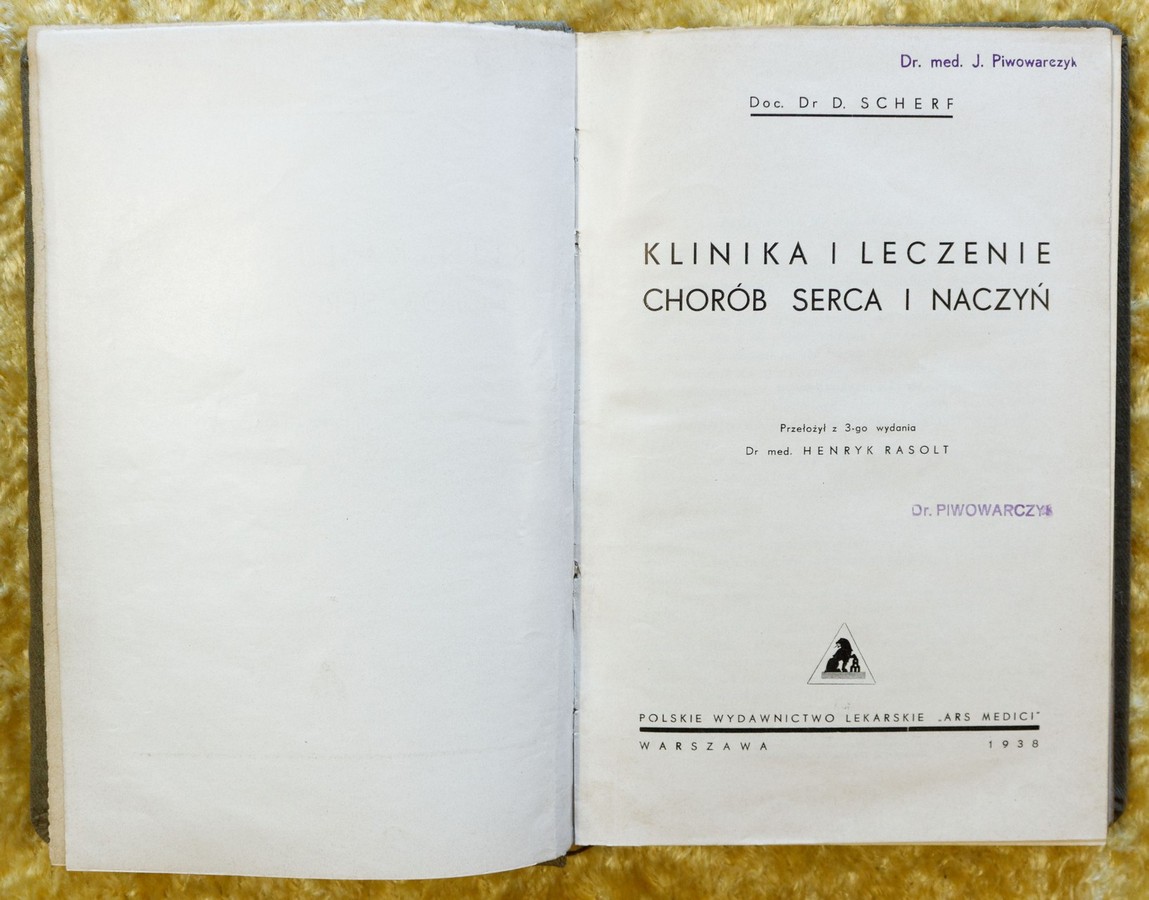 Dr. med. J. Piwowarczyk
Doc. Dr D. SCHERF
KLINIKA I LECZENIE
CHORÓB SERCA I NACZYŃ
Przełożył z 3-go wydania
Dr med. HENRYK RASOLT
Dr. PIWOWARCZYK
POLSKIE WYDAWNICTWO LEKARSKIE „ARS MEDICI"
WARSZAWA 1938